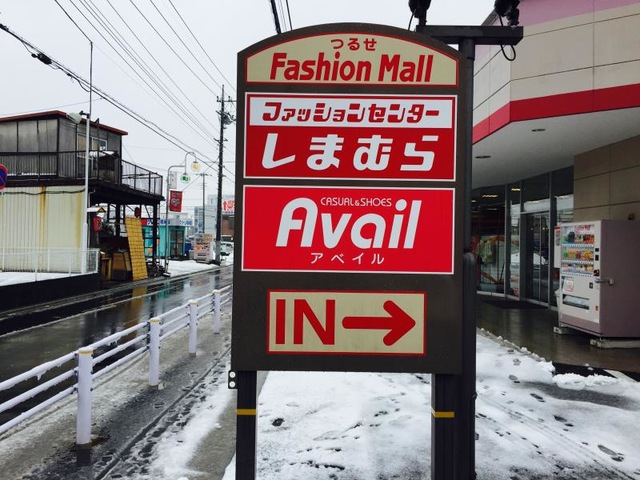 つるせ
Fashion Mall
ファッションセンター
しまむら
CASUAL&SHOES
Avail
アベイル
IN→